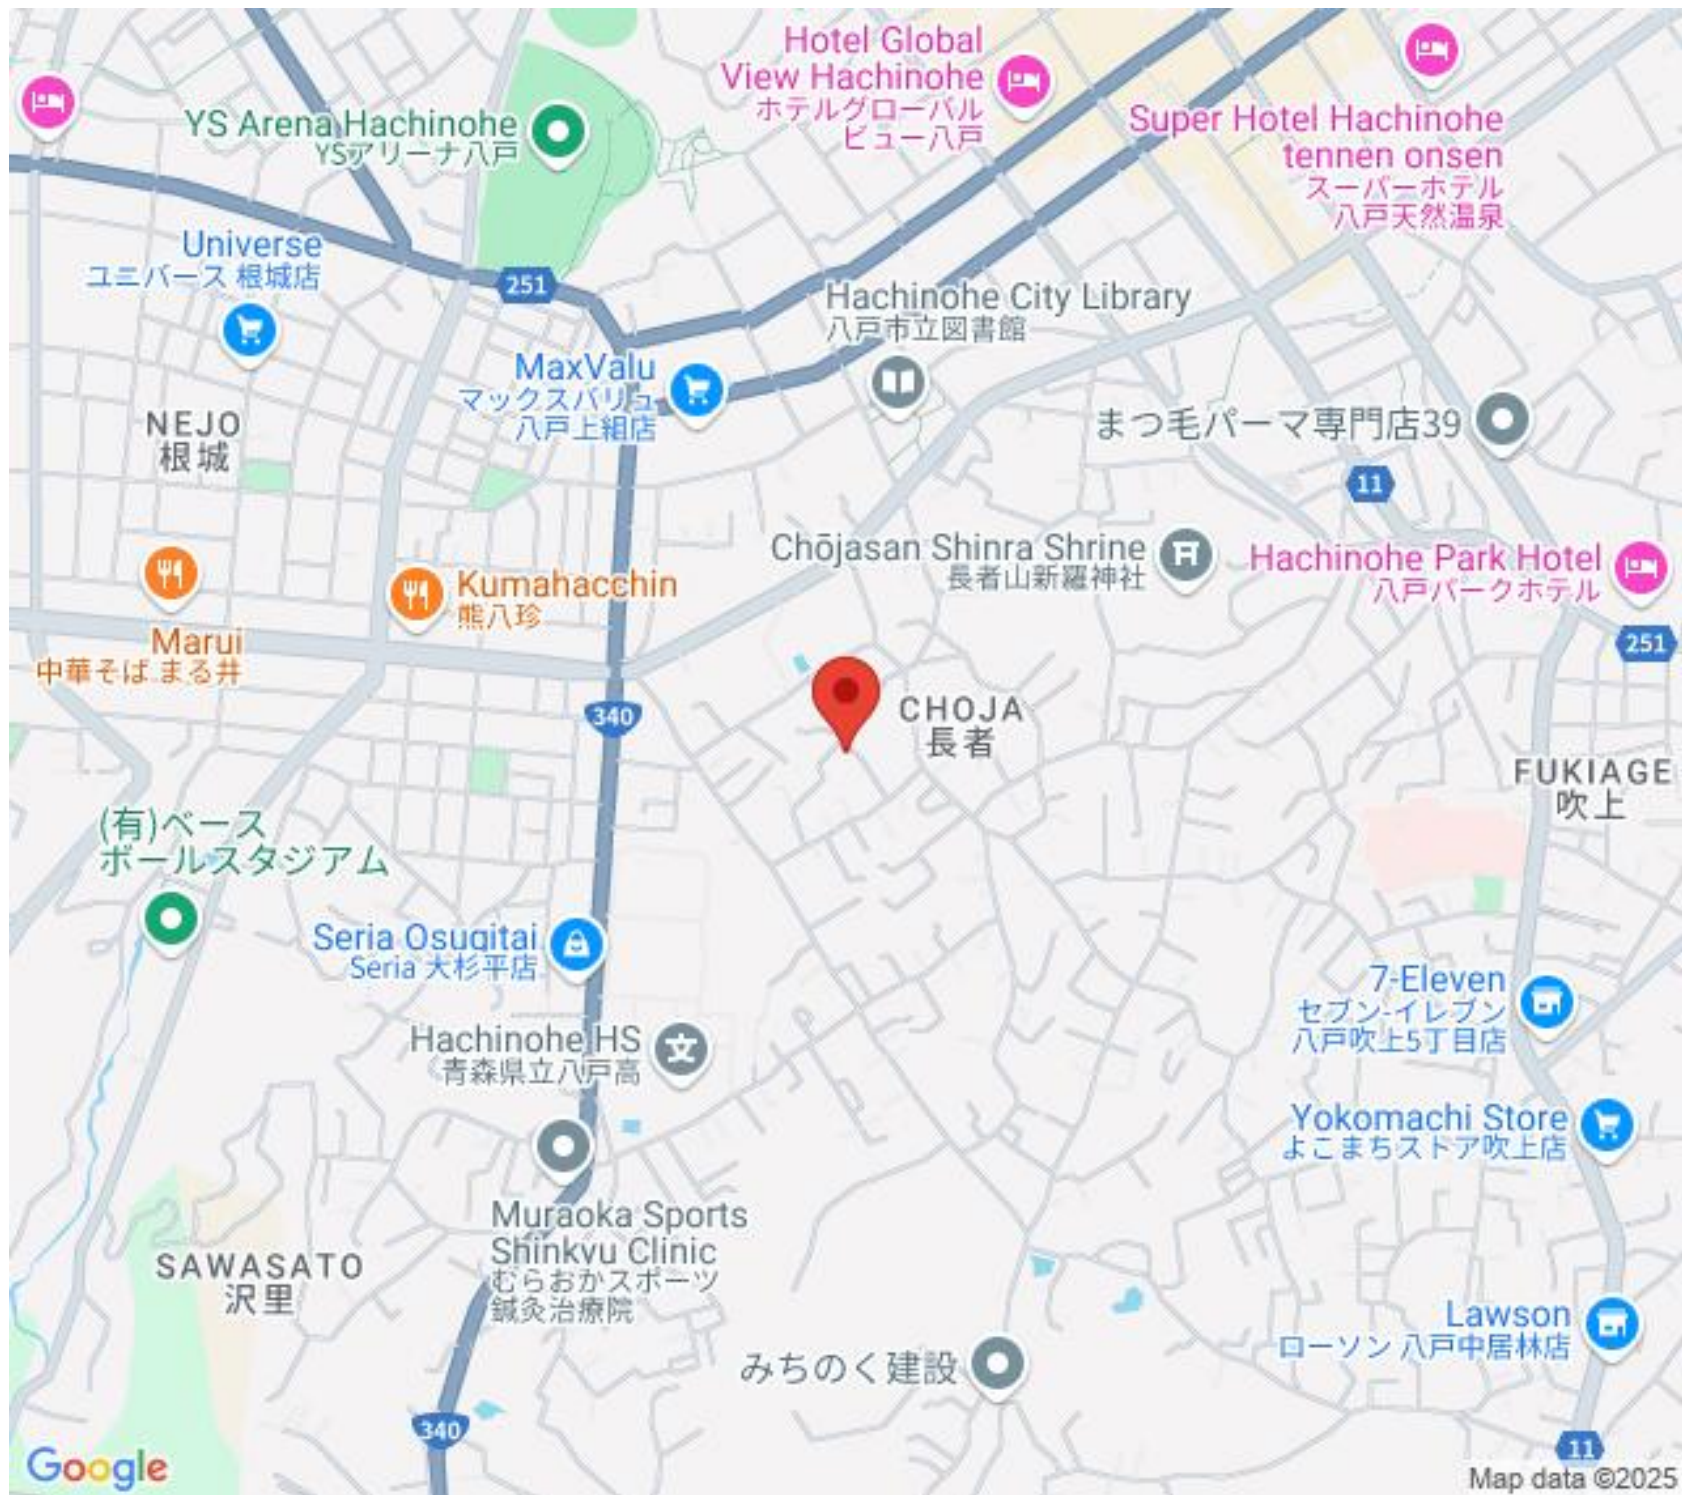 Hotel Global
View Hachinohe
ホテルグローバル
ビュー八戸
YS Arena Hachinohe
YSアリーナ八戸
Super Hotel Hachinohe
tennen onsen
スーパーホテル
八戸天然温泉
Universe
ユニバース 根城店
251
Hachinohe City Library
八戸市立図書館
MaxValu
マックスバリュ
八戸上組店
NEJO
根城
まつ毛パーマ専門店39
11
Chōjasan Shinra Shrine
長者山新羅神社
Hachinohe Park Hotel
八戸パークホテル
Kumahacchin
熊八珍
Marui
中華そば まる井
251
340
CHOJA
長者
FUKIAGE
吹上
(有)ベース
ボールスタジアム
Seria Osugitai
Seria 大杉平店
7-Eleven
セブン-イレブン
八戸吹上5丁目店
Hachinohe HS
青森県立八戸高
文
Yokomachi Store
よこまちストア吹上店
Muraoka Sports
Shinkyu Clinic
むらおかスポーツ
鍼灸治療院
SAWASATO
沢里
Lawson
ローソン 八戸中居林店
みちのく建設
340
11
Google
Map data ©2025